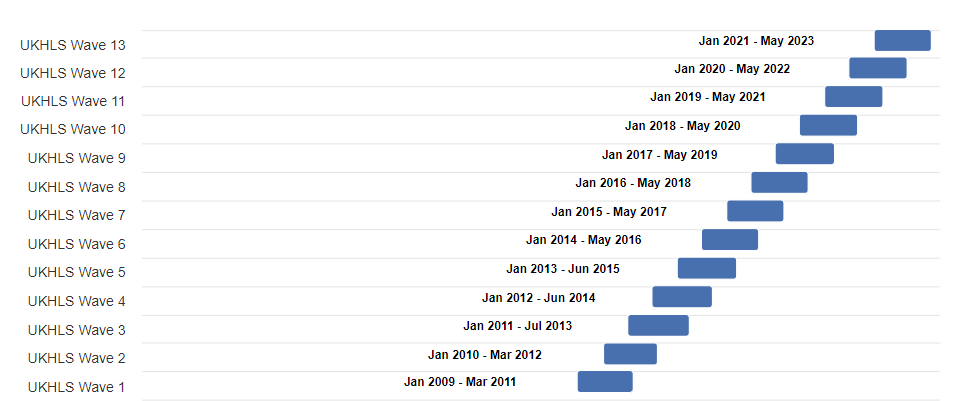 UKHLS Wave 13 Jan 2021 - May 2023
UKHLS Wave 12 Jan 2020 - May 2022
UKHLS Wave 11 Jan 2019 - May 2021
UKHLS Wave 10 Jan 2018 - May 2020
UKHLS Wave 9 Jan 2017 - May 2019
UKHLS Wave 8 Jan 2016 - May 2018
UKHLS Wave 7 Jan 2015 - May 2017
UKHLS Wave 6 Jan 2014 - May 2016
UKHLS Wave 5 Jan 2013 - Jun 2015
UKHLS Wave 4 Jan 2012 - Jun 2014
UKHLS Wave 3 Jan 2011 - Jul 2013
UKHLS Wave 2 Jan 2010 - Mar 2012
UKHLS Wave 1 Jan 2009 - Mar 2011